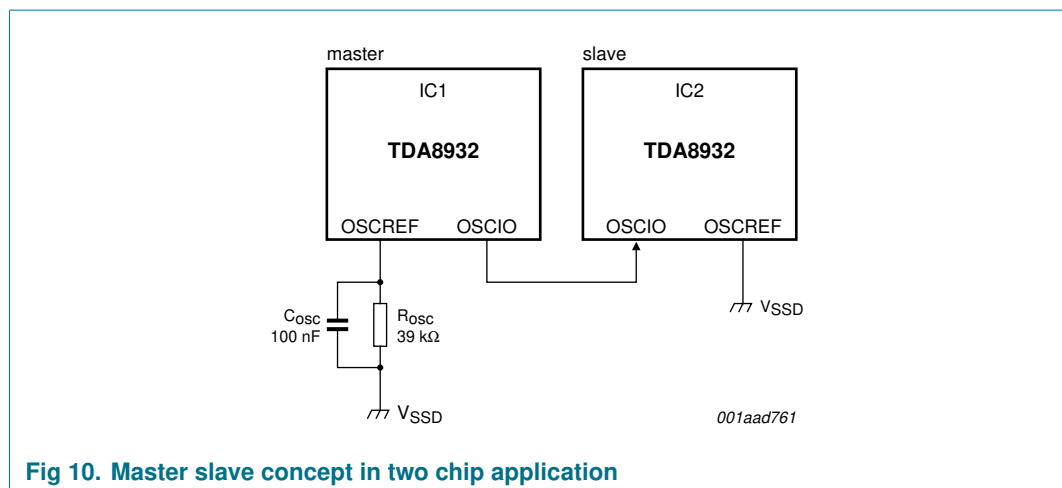 master
slave
IC1
IC2
TDA8932
TDA8932
OSCREF
OSCIO
OSCIO
OSCREF
Cosc
100 nF
Rosc
39 kΩ
VSSD
VSSD
001aad761
Fig 10. Master slave concept in two chip application